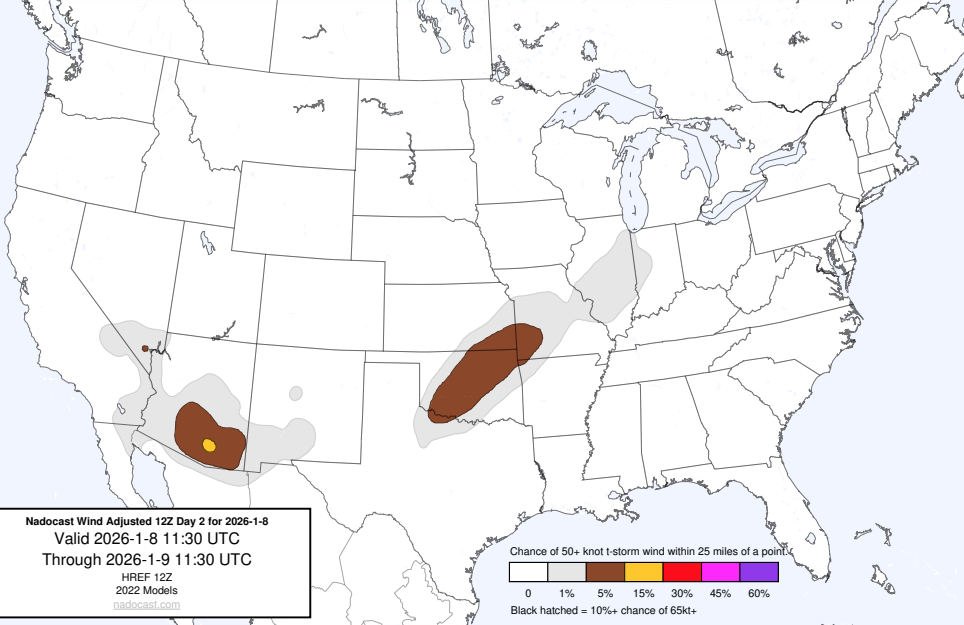 Nadocast Wind Adjusted 12Z Day 2 for 2026-1-8
Valid 2026-1-8 11:30 UTC
Through 2026-1-9 11:30 UTC
HREF 12Z
2022 Models
nadocast.com
Chance of 50+ knot t-storm wind within 25 miles of a point.
0 1% 5% 15% 30% 45% 60%
Black hatched = 10%+ chance of 65kt+